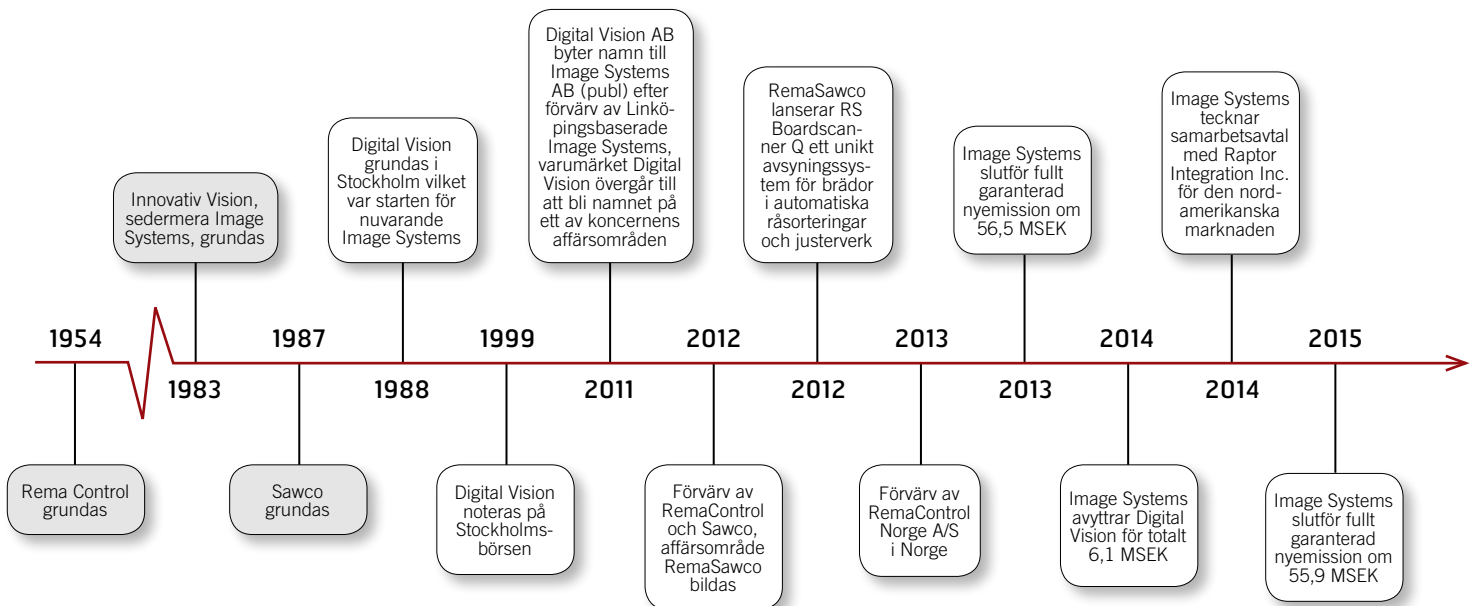 Digital Vision AB
byter namn till
Image Systems
AB (publ) efter
förvärv av Linkö-
pingsbaserade
Image Systems,
varumärket Digital
Vision övergår till
att bli namnet på
ett av koncernens
affärsområden
RemaSawco
lanserar RS
Boardscan-
ner Q ett unikt
avsyningssys-
tem för brädor
i automatiska
råsorteringar
och justerverk
Image Systems
tecknar
samarbetsavtal
med Raptor
Integration Inc.
för den nord-
amerikanska
marknaden
Digital Vision
grundas i
Stockholm vilket
var starten för
nuvarande
Image Systems
Image Systems
slutför fullt
garanterad
nyemission om
56,5 MSEK
Innovativ Vision,
sedermera Image
Systems, grundas
1954
1987
1999
2012
2013
2014
2015
1983
1988
2011
2012
2013
2014
Rema Control
grundas
Sawco
grundas
Digital Vision
noteras på
Stockholms-
börsen
Förvärv av
RemaControl
och Sawco,
affärsområde
RemaSawco
bildas
Förvärv av
RemaControl
Norge A/S
i Norge
Image Systems
avyttrar Digital
Vision för totalt
6,1 MSEK
Image Systems
slutför fullt
garanterad
nyemission om
55,9 MSEK